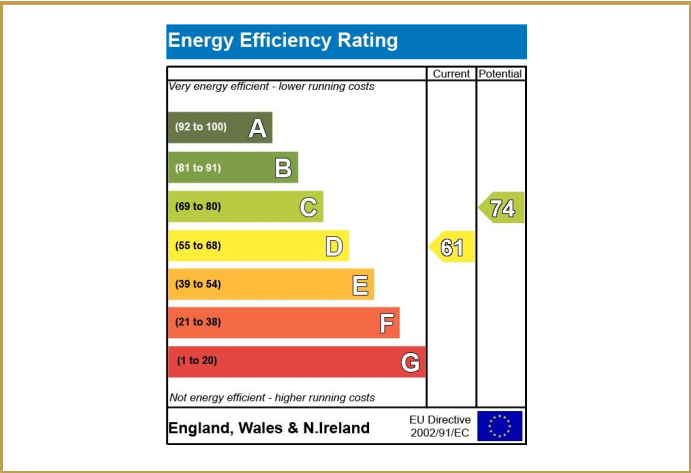 Energy Efficiency Rating
Current Potential
Very energy efficient - lower running costs
(92 to 100) A
(81 to 91) B
(69 to 80) C
74
(55 to 68) D
61
(39 to 54) E
(21 to 38) F
(1 to 20) G
Not energy efficient - higher running costs
England, Wales & N.Ireland
EU Directive
2002/91/EC